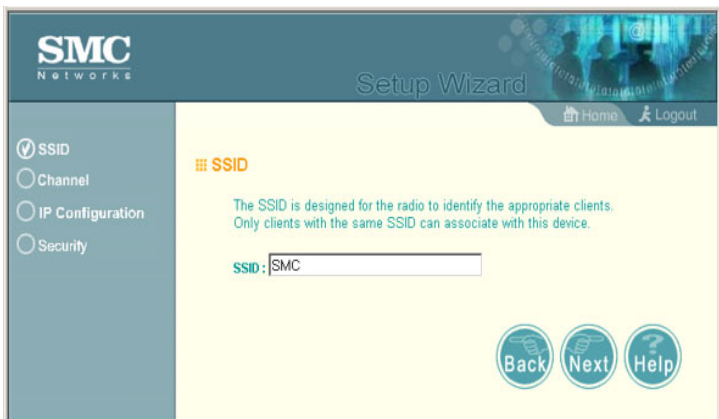 SMC
Networks
Setup Wizard
Home Logout
SSID
Channel
IP Configuration
Security
SSID
The SSID is designed for the radio to identify the appropriate clients.
Only clients with the same SSID can associate with this device.
SSID : SMC
Back Next Help